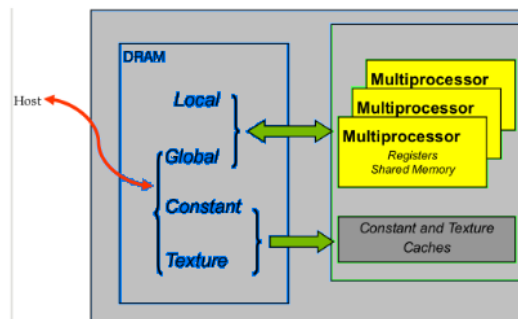 Host
DRAM
Local
Global
Constant
Texture
Multiprocessor
Multiprocessor
Multiprocessor
Registers
Shared Memory
Constant and Texture
Caches